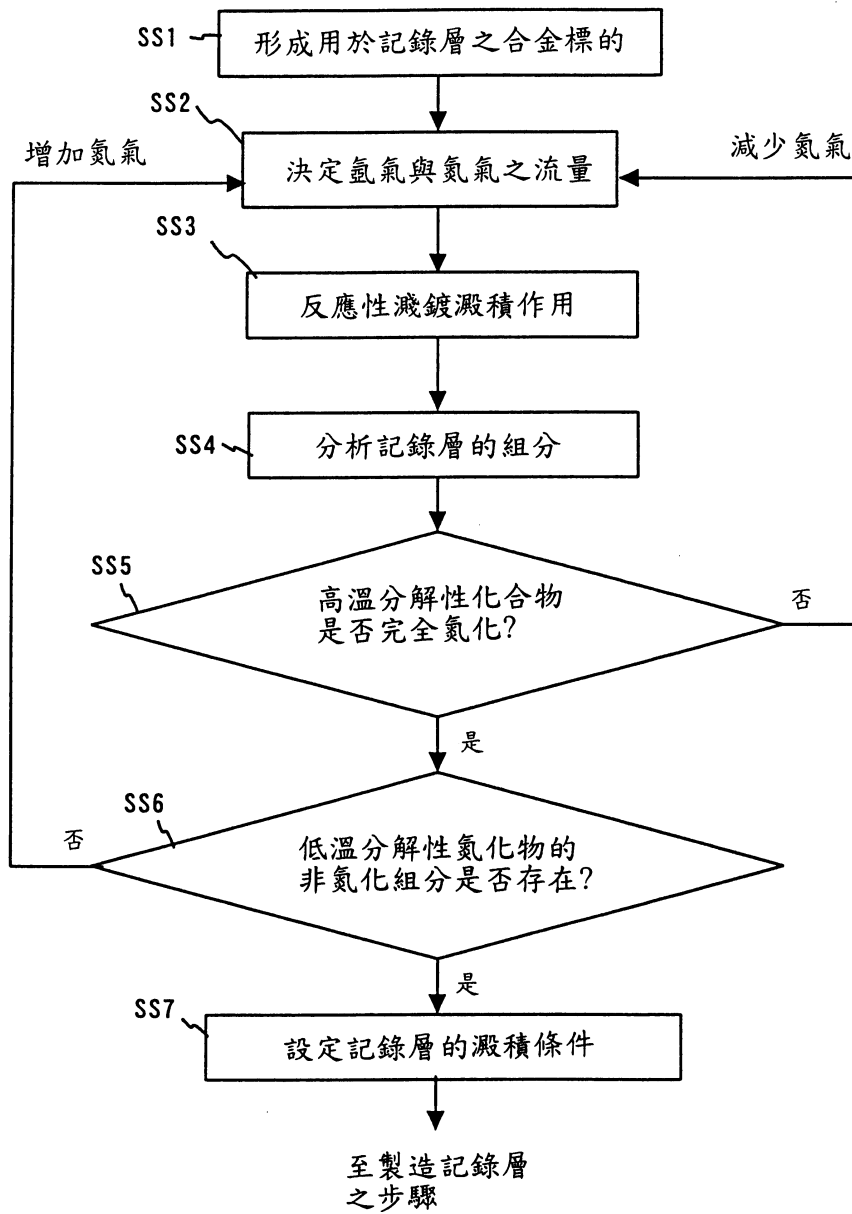 SS1
形成用於記錄層之合金標的
SS2
增加氮氣
減少氮氣
決定氬氣與氮氣之流量
SS3
反應性濺鍍澱積作用
SS4
分析記錄層的組分
SS5
高溫分解性化合物
是否完全氮化?
否
是
SS6
否
低溫分解性氮化物的
非氮化組分是否存在?
是
SS7
設定記錄層的澱積條件
至製造記錄層
之步驟